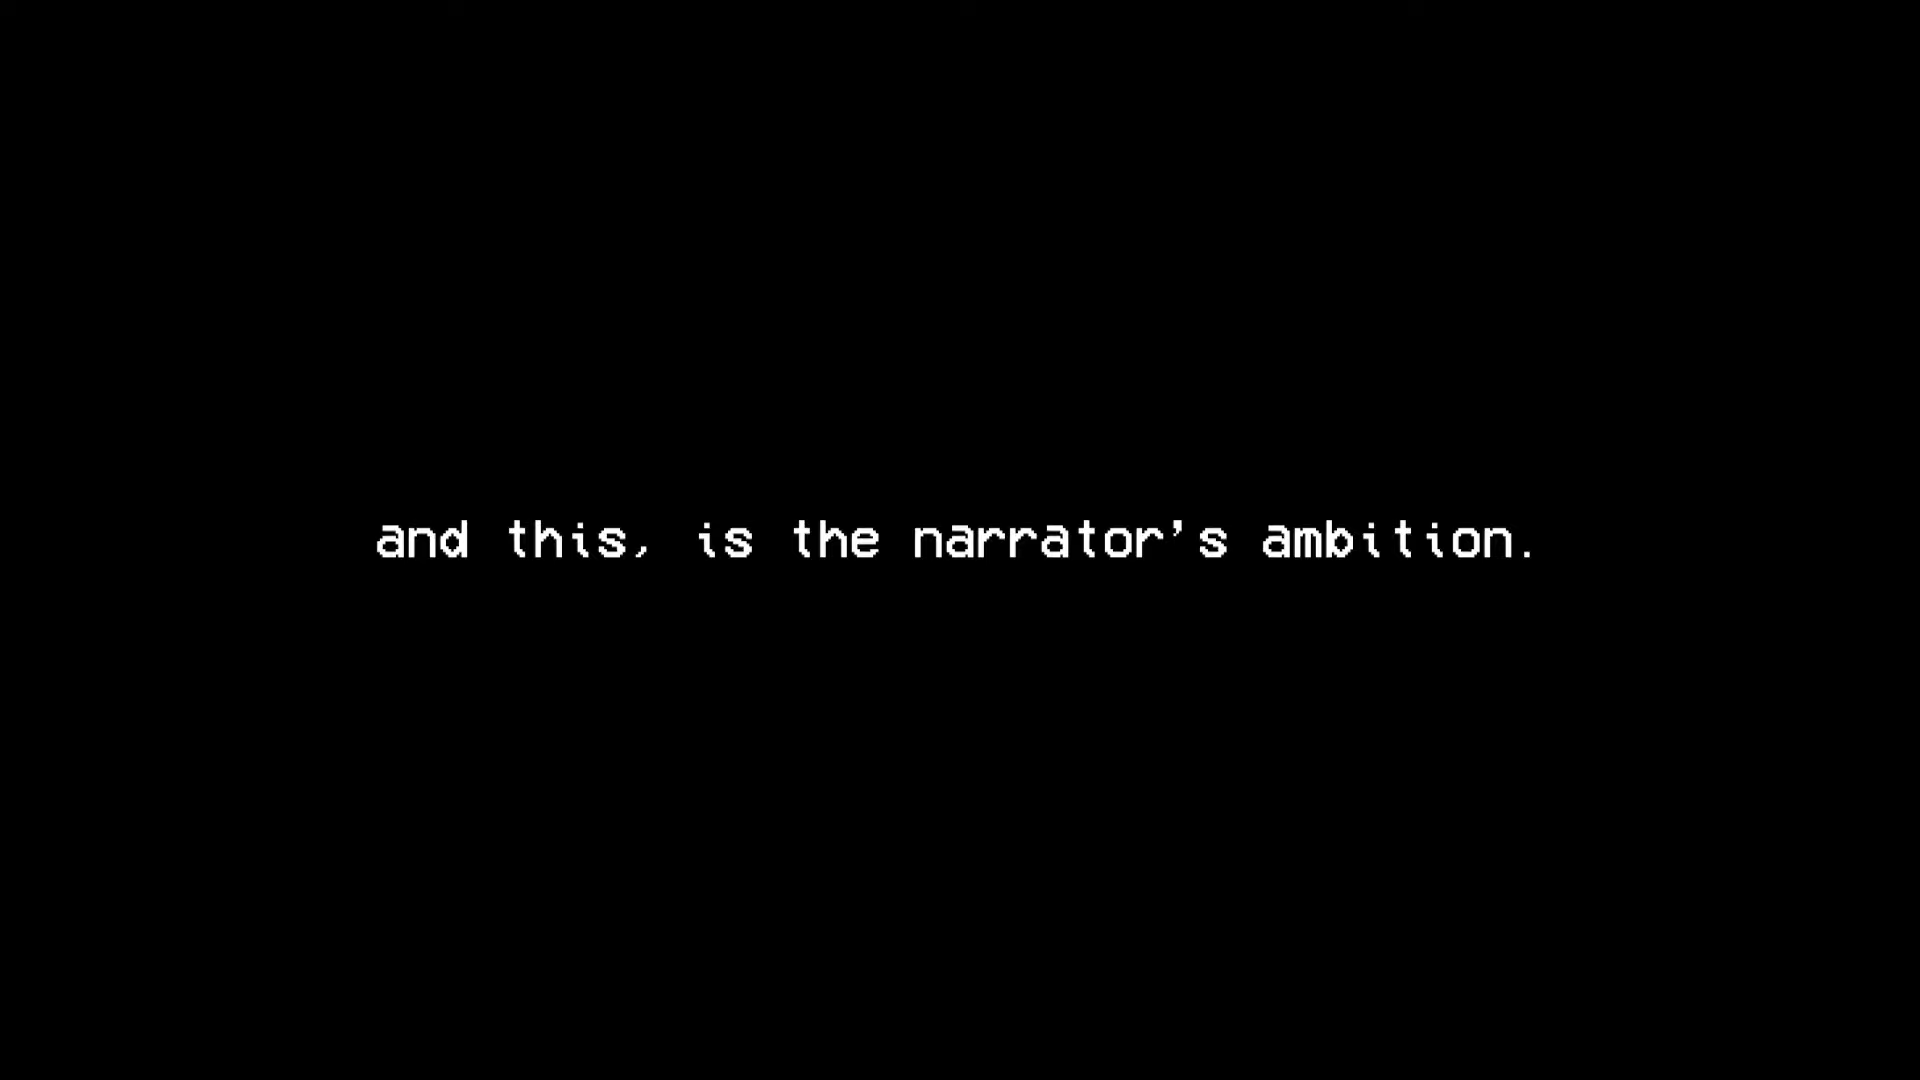 and this, is the narrator's ambition.